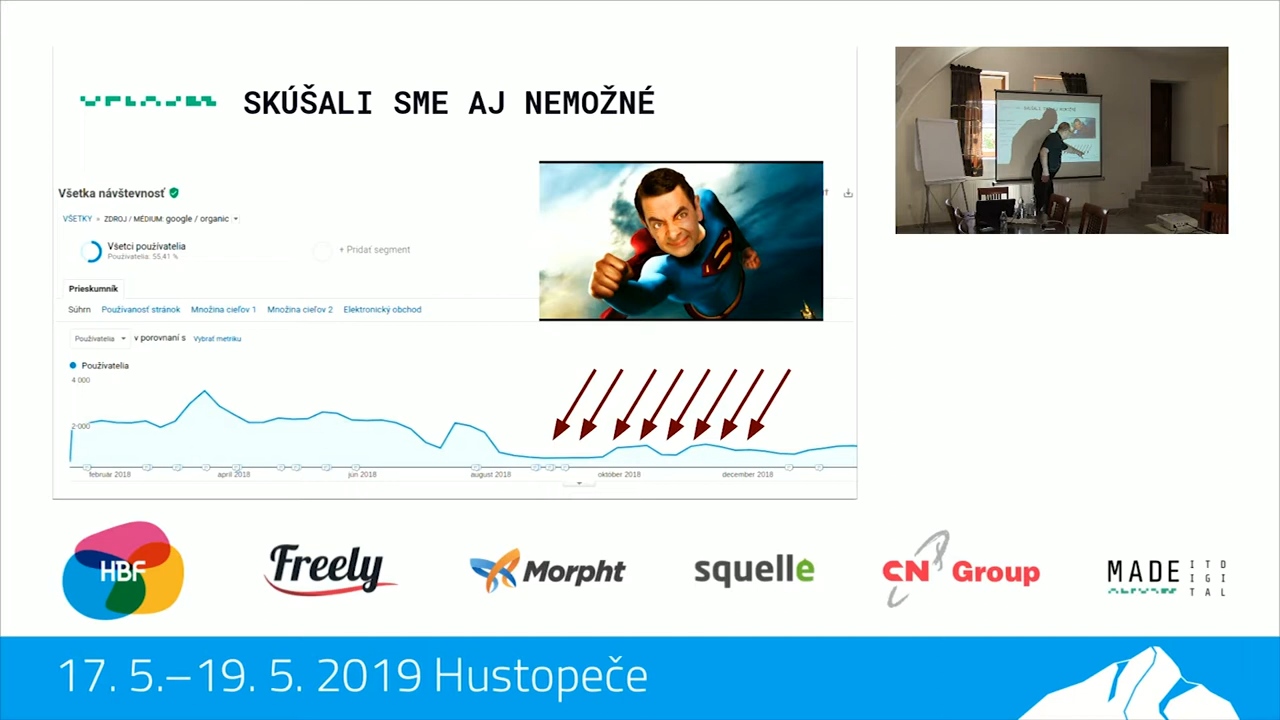 SKÚŠALI SME AJ NEMOŽNÉ
Všetka návštevnosť
VŠETKY » ZDROJ / MÉDIUM: google / organic
Všetci používatelia
Používatelia: 55,41 %
+ Pridať segment
Prieskumník
Súhrn Používanosť stránok Množina cieľov 1 Množina cieľov 2 Elektronický obchod
Používatelia v porovnaní s Vybrať metriku
Používatelia
4 000
2 000
február 2018 apríl 2018 jún 2018 august 2018 október 2018 december 2018
HBF
Freely
Morpht
squelle
CN Group
MADE ITD
IGI
TAL
17. 5.–19. 5. 2019 Hustopeče